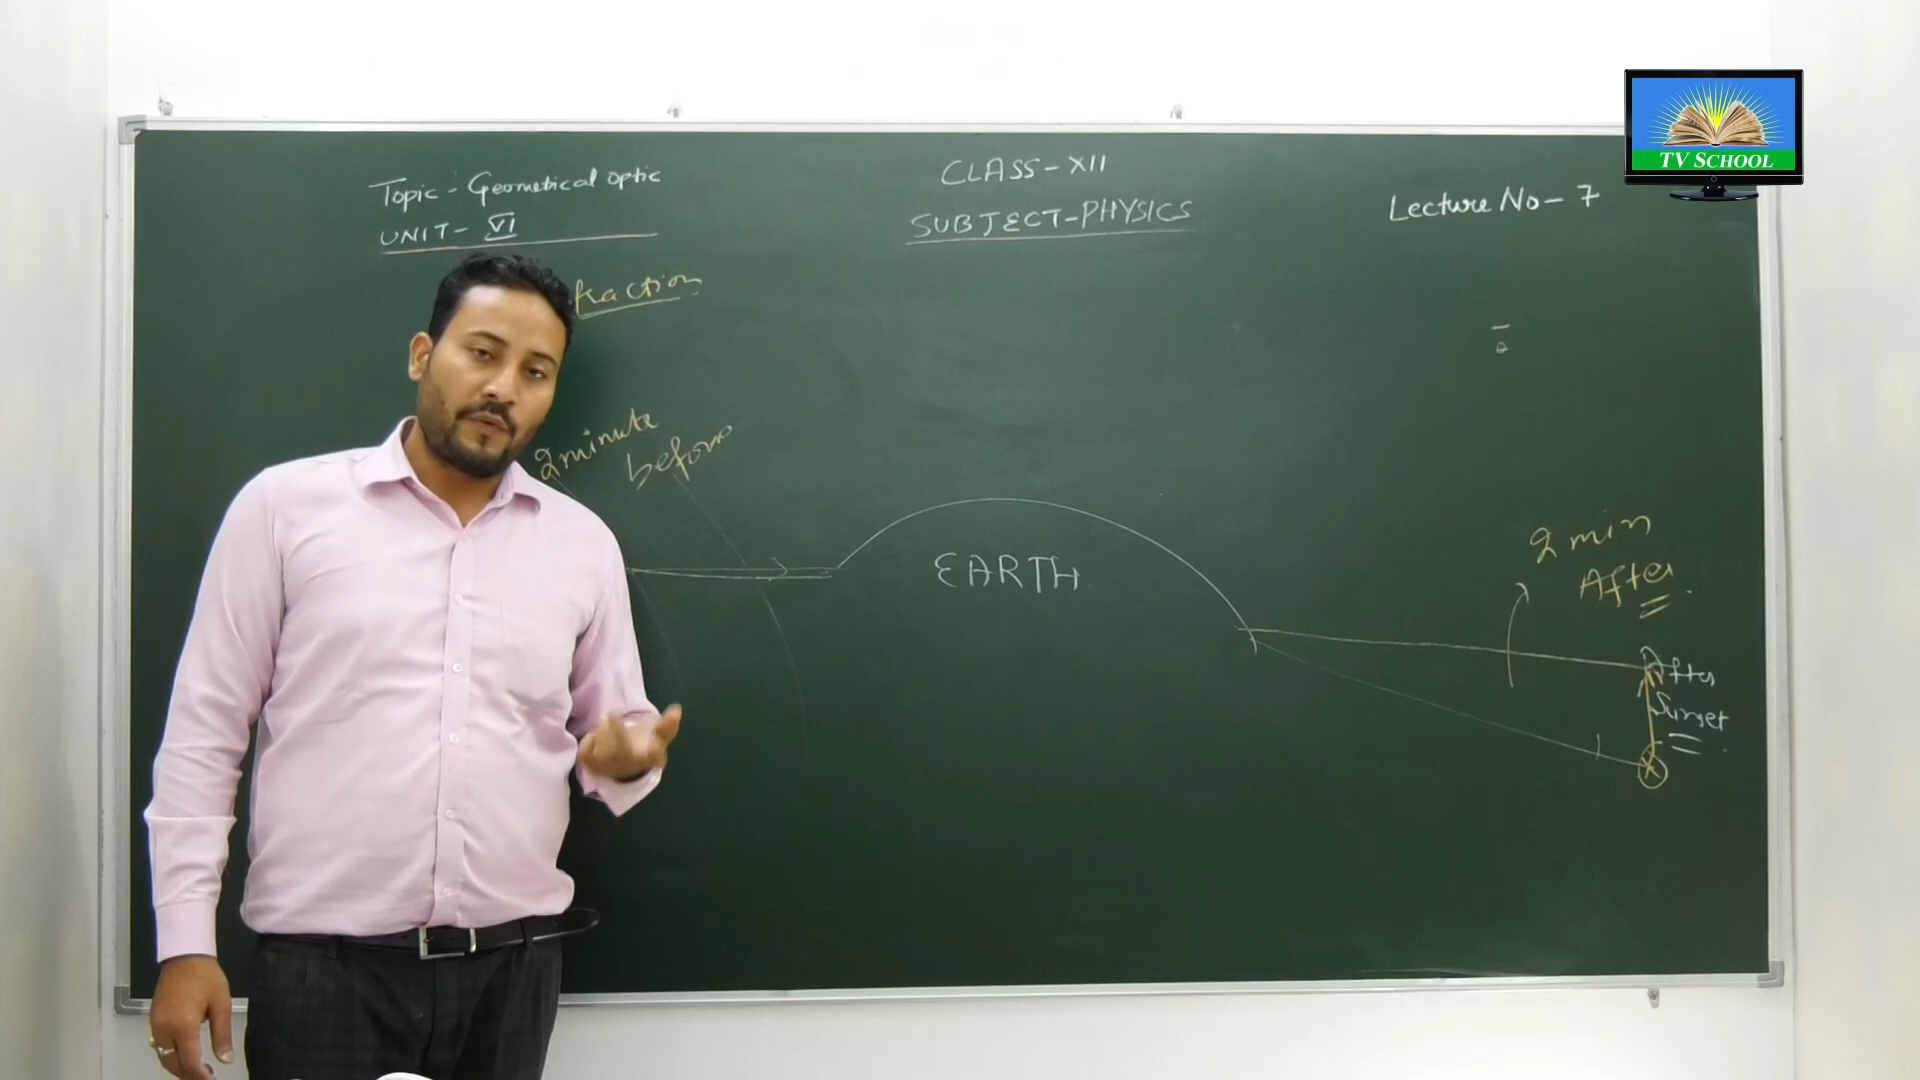 Topic - Geometical optic
UNIT - VI
CLASS - XII
SUBJECT - PHYSICS
Lecture No - 7
TV SCHOOL
fraction
2 minute
before
EARTH
2 min
After
After
Sunset